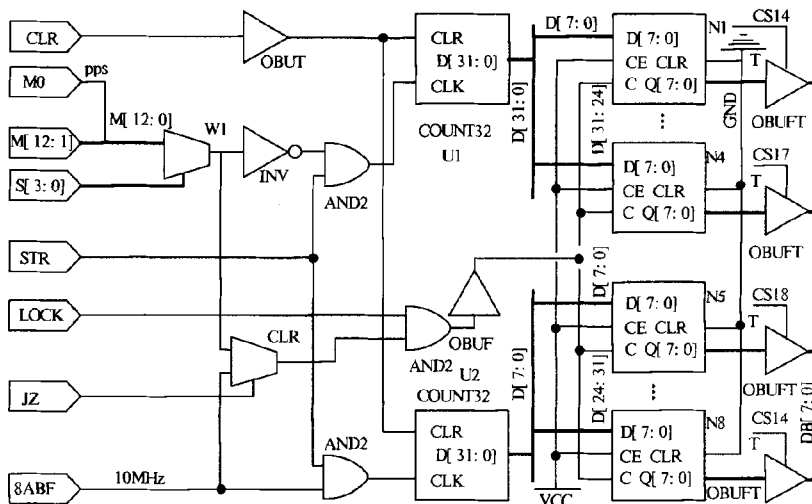 CLR
OBUT
CLR
D[ 31: 0]
CLK
COUNT32
U1
D[ 7: 0]
D[ 31: 0]
D[ 31: 24]
D[ 7: 0]
CE CLR
C Q[ 7: 0]
N1
CS14
T
GND
OBUFT
M0
pps
M[ 12: 0]
M[ 12: 1]
W1
S[ 3: 0]
INV
AND2
...
D[ 7: 0]
CE CLR
C Q[ 7: 0]
N4
CS17
T
OBUFT
STR
LOCK
CLR
AND2
OBUF
D[ 7: 0]
D[ 7: 0]
D[ 24: 31]
D[ 7: 0]
CE CLR
C Q[ 7: 0]
N5
CS18
T
OBUFT
DB[ 7: 0]
JZ
U2
COUNT32
AND2
CLR
D[ 31: 0]
CLK
...
D[ 7: 0]
CE CLR
C Q[ 7: 0]
N8
CS14
T
OBUFT
8ABF
10MHz
VCC